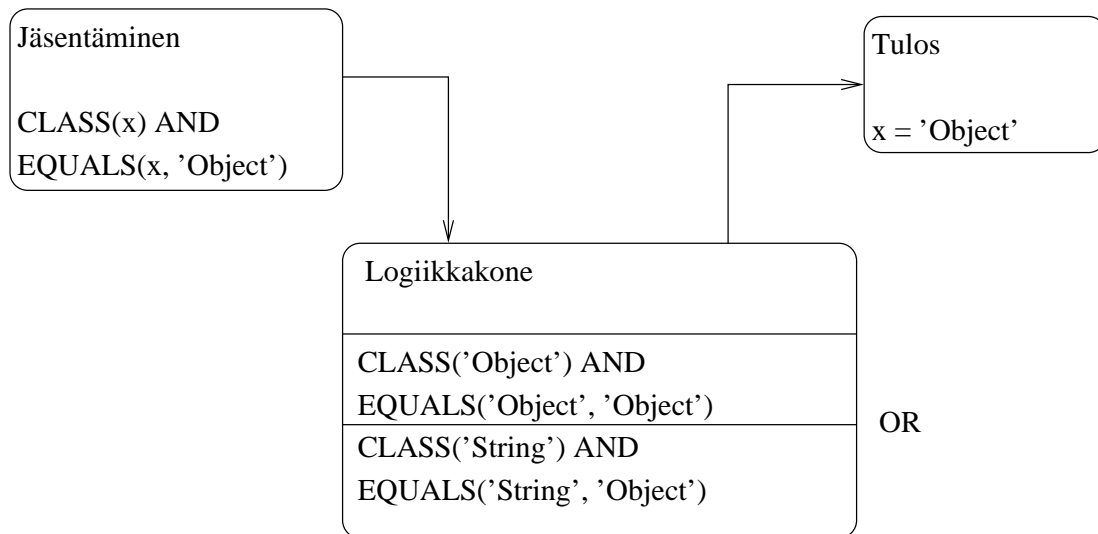 Jäsentäminen
CLASS(x) AND
EQUALS(x, ’Object’)
Tulos
x = ’Object’
Logiikkakone
CLASS(’Object’) AND
EQUALS(’Object’, ’Object’)
OR
CLASS(’String’) AND
EQUALS(’String’, ’Object’)